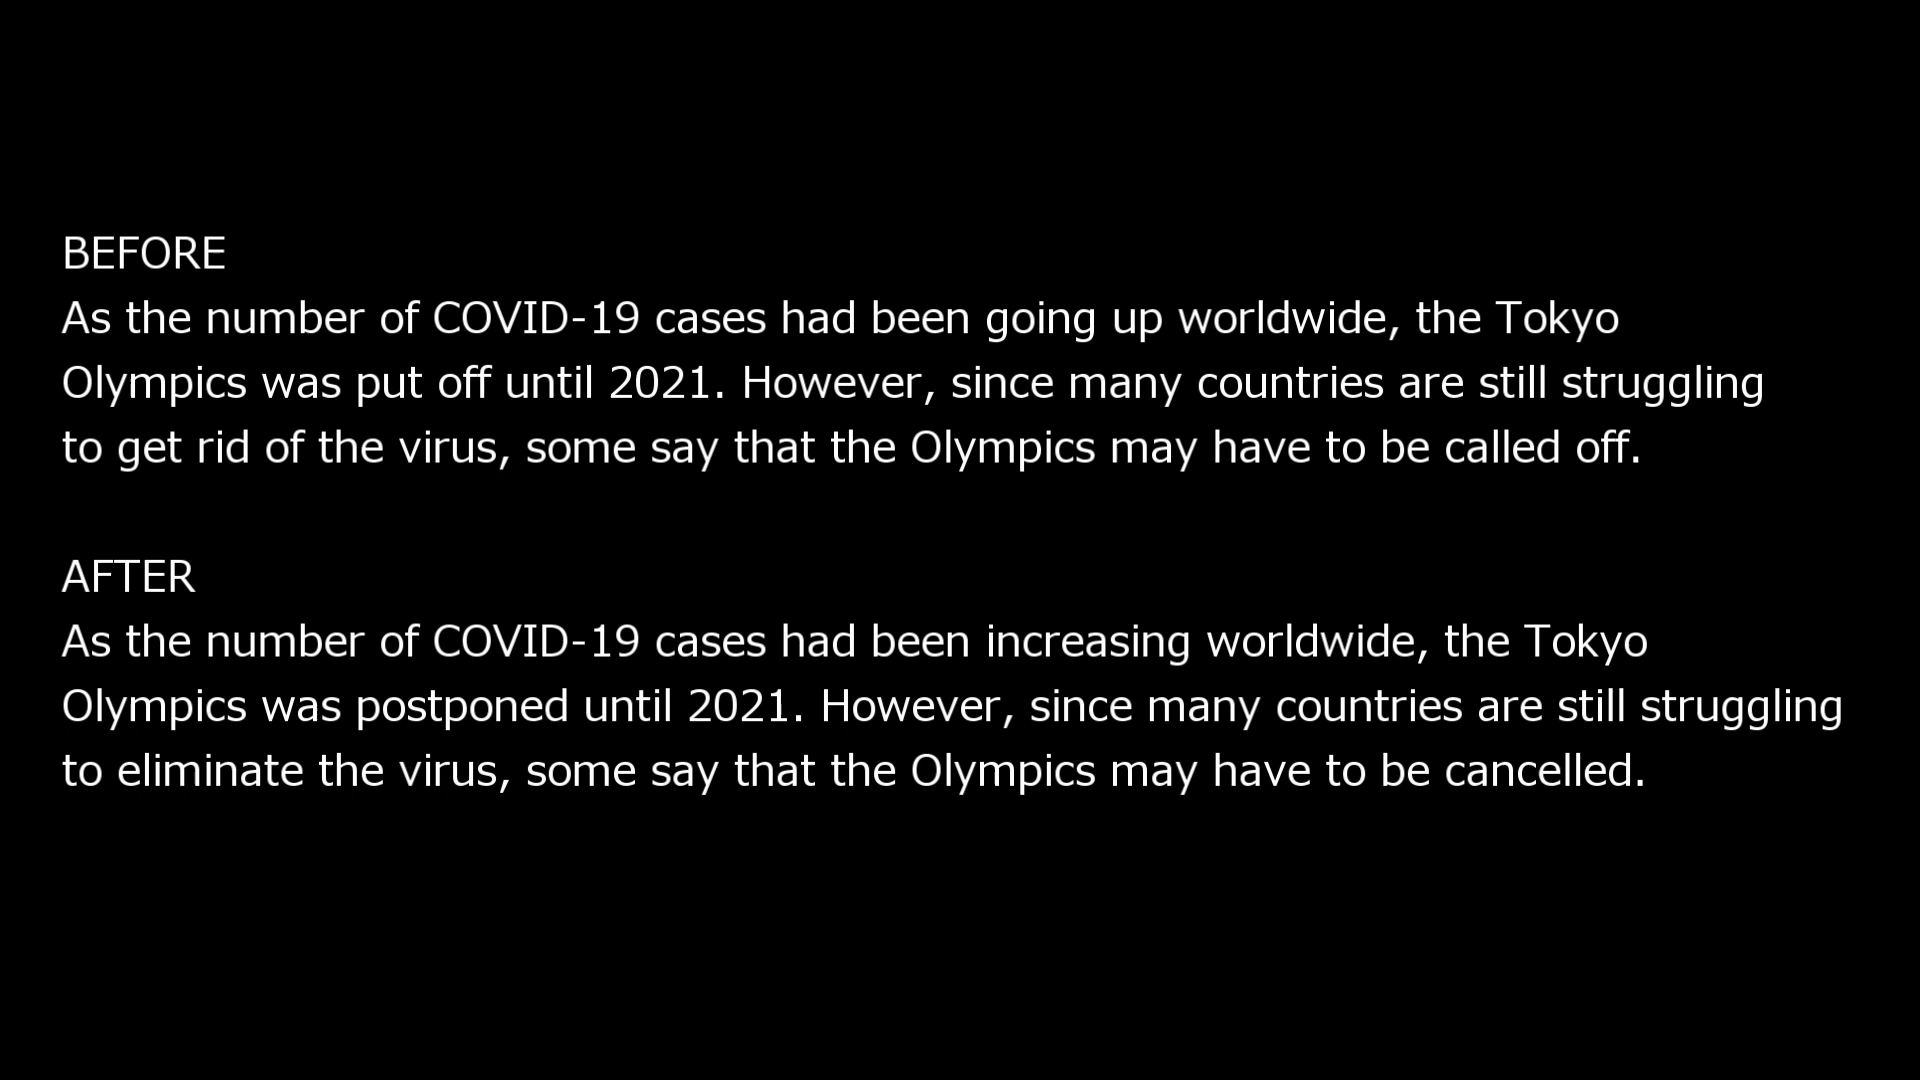 BEFORE
As the number of COVID-19 cases had been going up worldwide, the Tokyo
Olympics was put off until 2021. However, since many countries are still struggling
to get rid of the virus, some say that the Olympics may have to be called off.
AFTER
As the number of COVID-19 cases had been increasing worldwide, the Tokyo
Olympics was postponed until 2021. However, since many countries are still struggling
to eliminate the virus, some say that the Olympics may have to be cancelled.